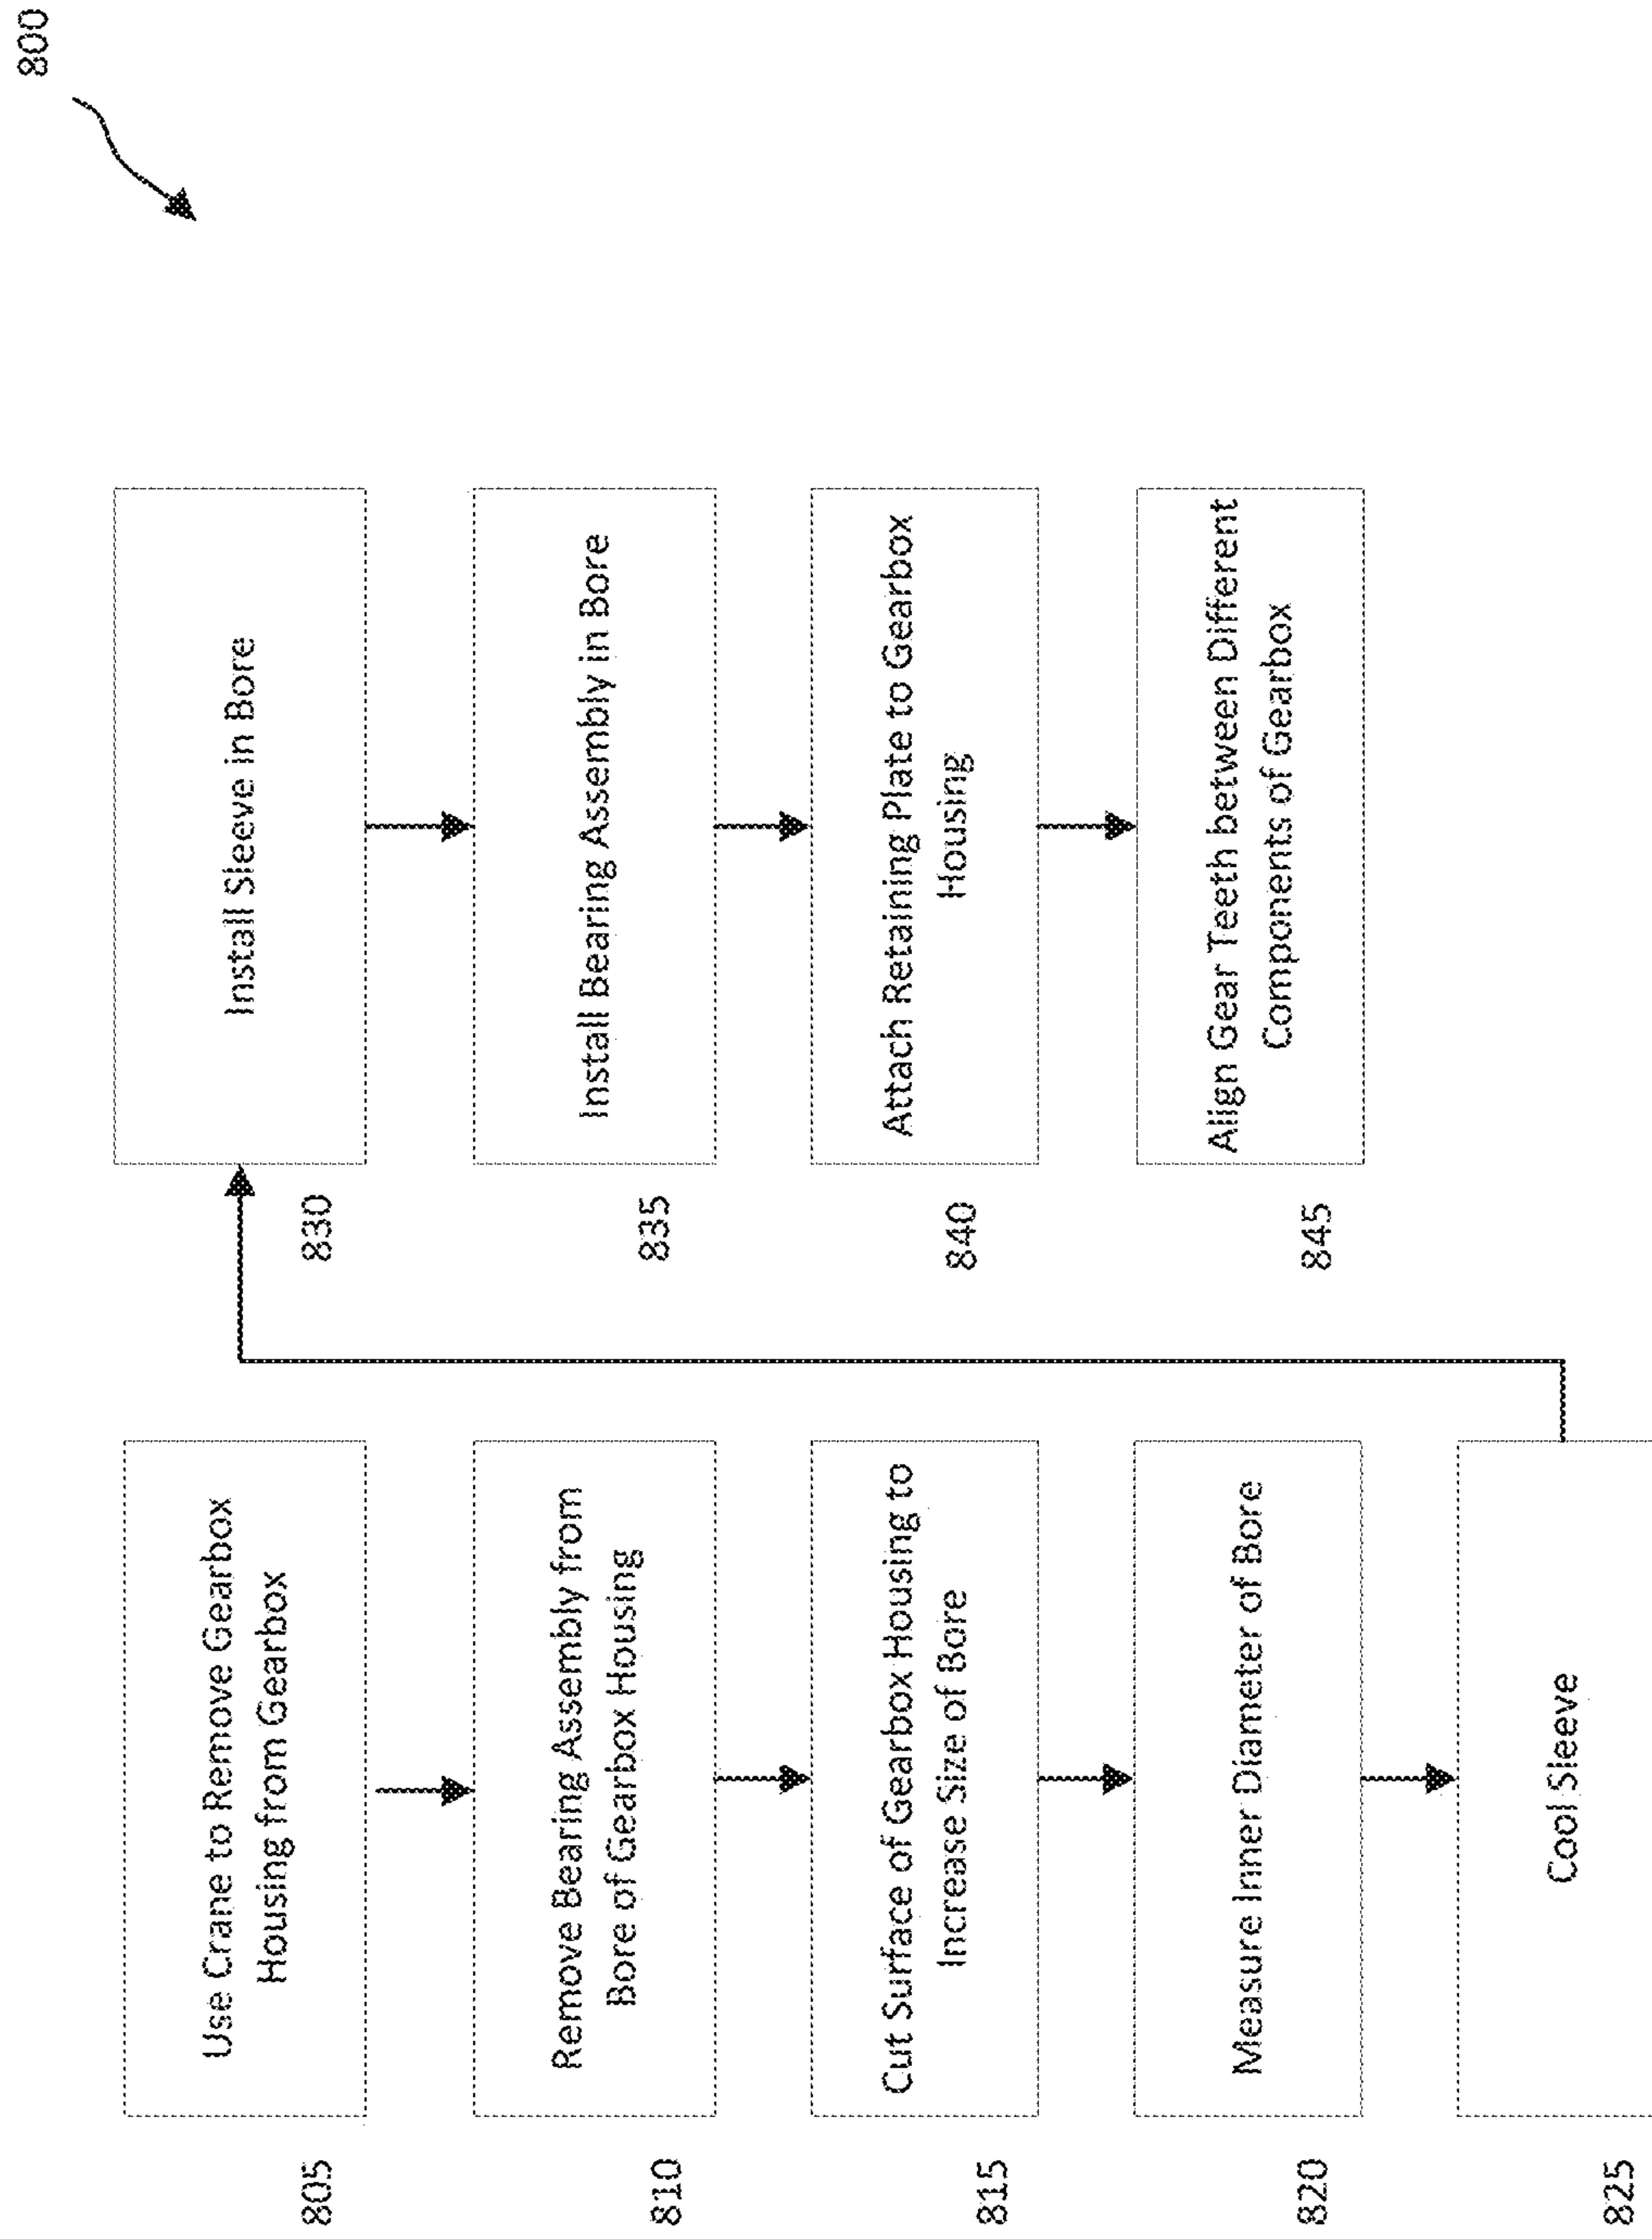 800
805
Use Crane to Remove Gearbox
Housing from Gearbox
810
Remove Bearing Assembly from
Bore of Gearbox Housing
815
Cut Surface of Gearbox Housing to
Increase Size of Bore
820
Measure Inner Diameter of Bore
825
Cool Sleeve
830
Install Sleeve in Bore
835
Install Bearing Assembly in Bore
840
Attach Retaining Plate to Gearbox
Housing
845
Align Gear Teeth between Different
Components of Gearbox